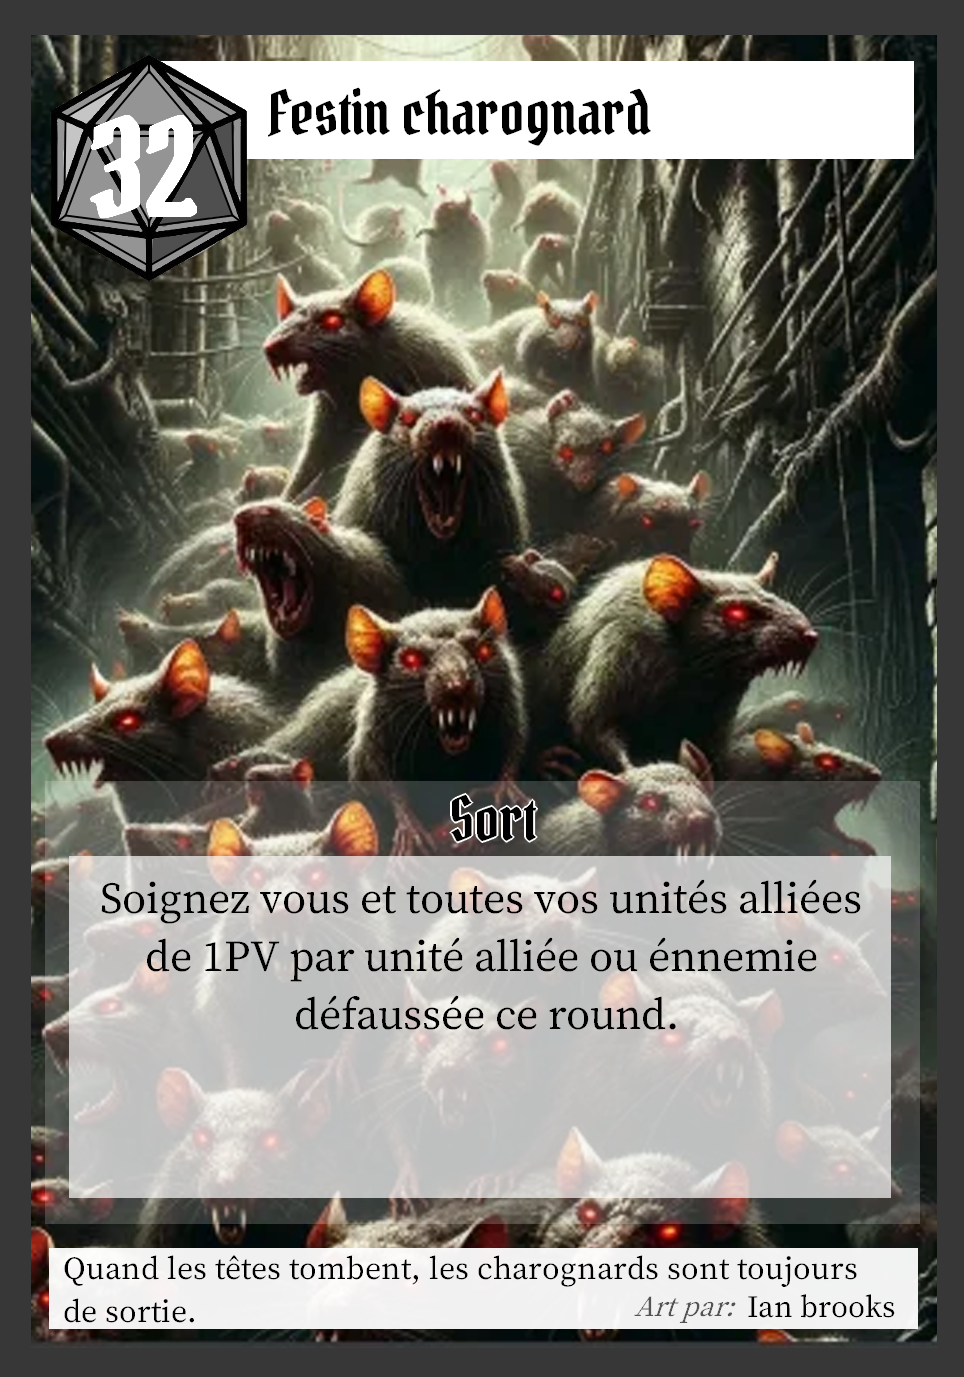 32
Festin charognard
Sort
Soignez vous et toutes vos unités alliées
de 1PV par unité alliée ou énnemie
défaussée ce round.
Quand les têtes tombent, les charognards sont toujours
de sortie.
Art par: Ian brooks